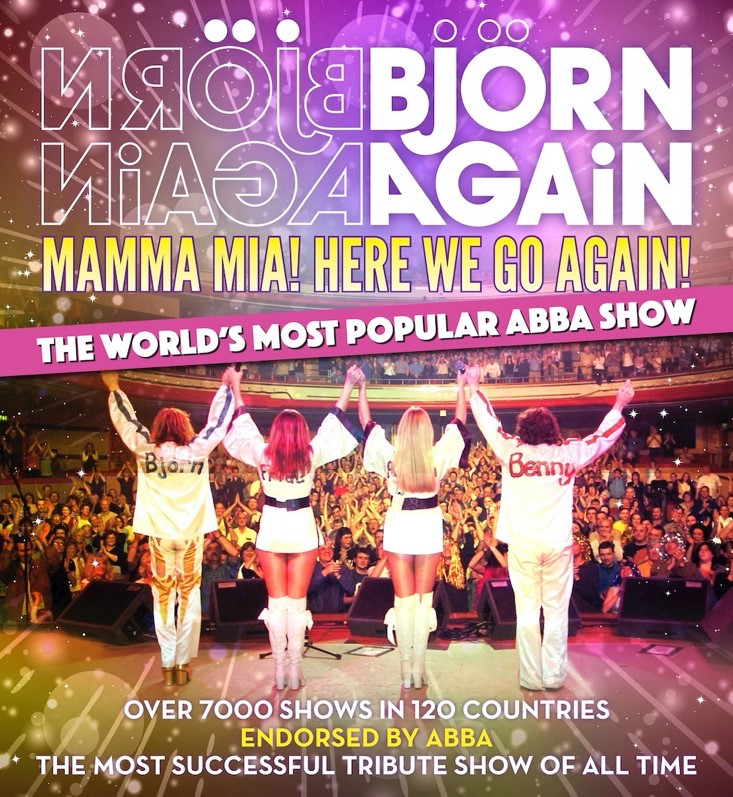 BJÖRN
AGAiN
MAMMA MIA! HERE WE GO AGAIN!
THE WORLD'S MOST POPULAR ABBA SHOW
Björn
Benny
OVER 7000 SHOWS IN 120 COUNTRIES
ENDORSED BY ABBA
THE MOST SUCCESSFUL TRIBUTE SHOW OF ALL TIME